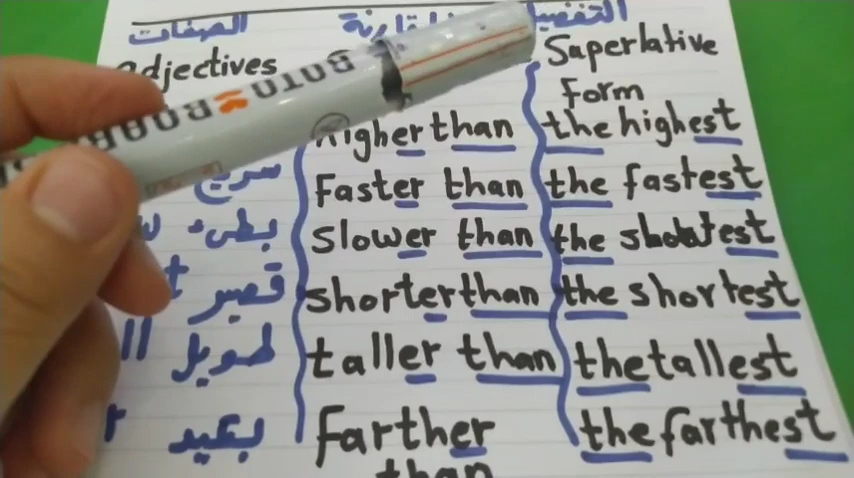 الصفات التفضيل
adjectives Superlative
form
higher than the highest
سريع Faster than the fastest
بطيء slower than the
قصير shorter than the shortest
طويل taller than the tallest
بعيد farther the farthest
than
ROTO